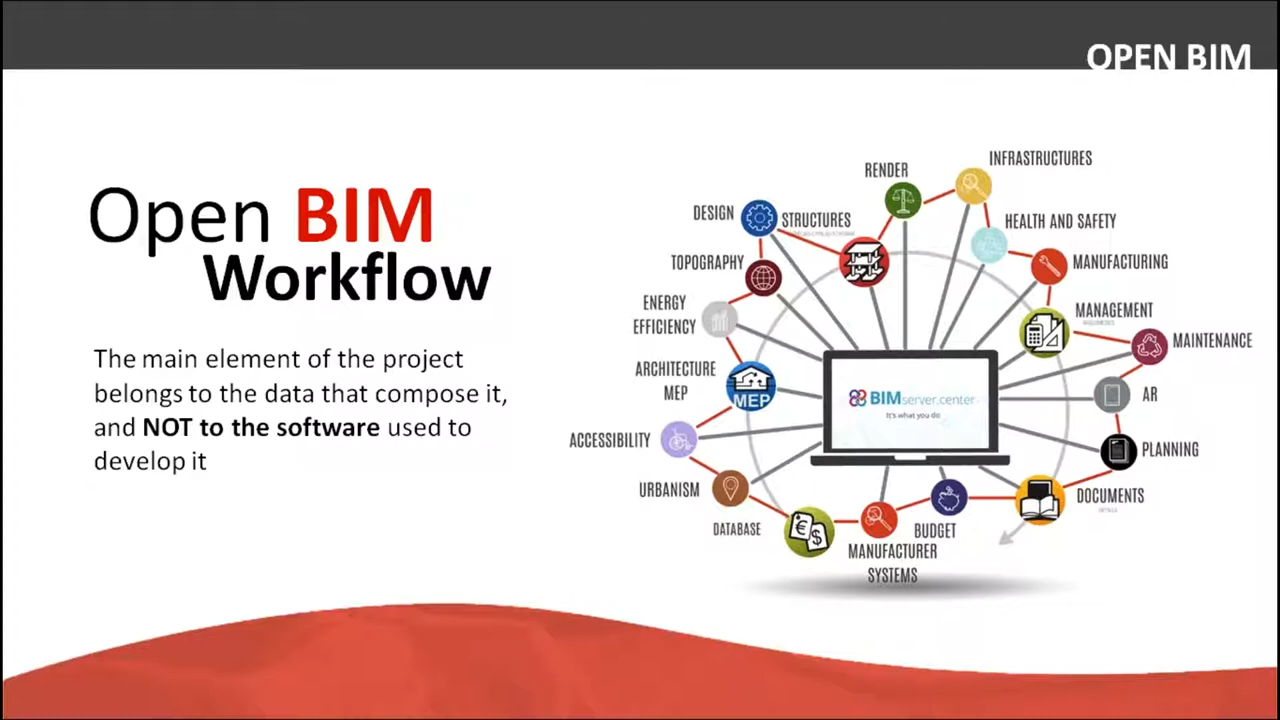 OPEN BIM
Open BIM
Workflow
The main element of the project
belongs to the data that compose it,
and NOT to the software used to
develop it
RENDER
INFRASTRUCTURES
DESIGN
STRUCTURES
HEALTH AND SAFETY
TOPOGRAPHY
MANUFACTURING
ENERGY
EFFICIENCY
MANAGEMENT
MAINTENANCE
ARCHITECTURE
MEP
MEP
AR
BIMserver.center
It's what you do
ACCESSIBILITY
PLANNING
URBANISM
DOCUMENTS
DATABASE
BUDGET
MANUFACTURER
SYSTEMS